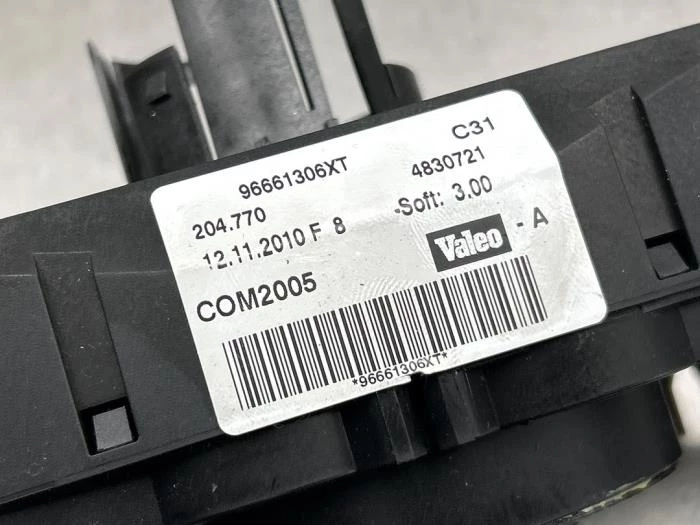 96661306XT C31
204.770 4830721
12.11.2010 F 8 -Soft: 3.00
COM2005 Valeo - A
*96661306XT*